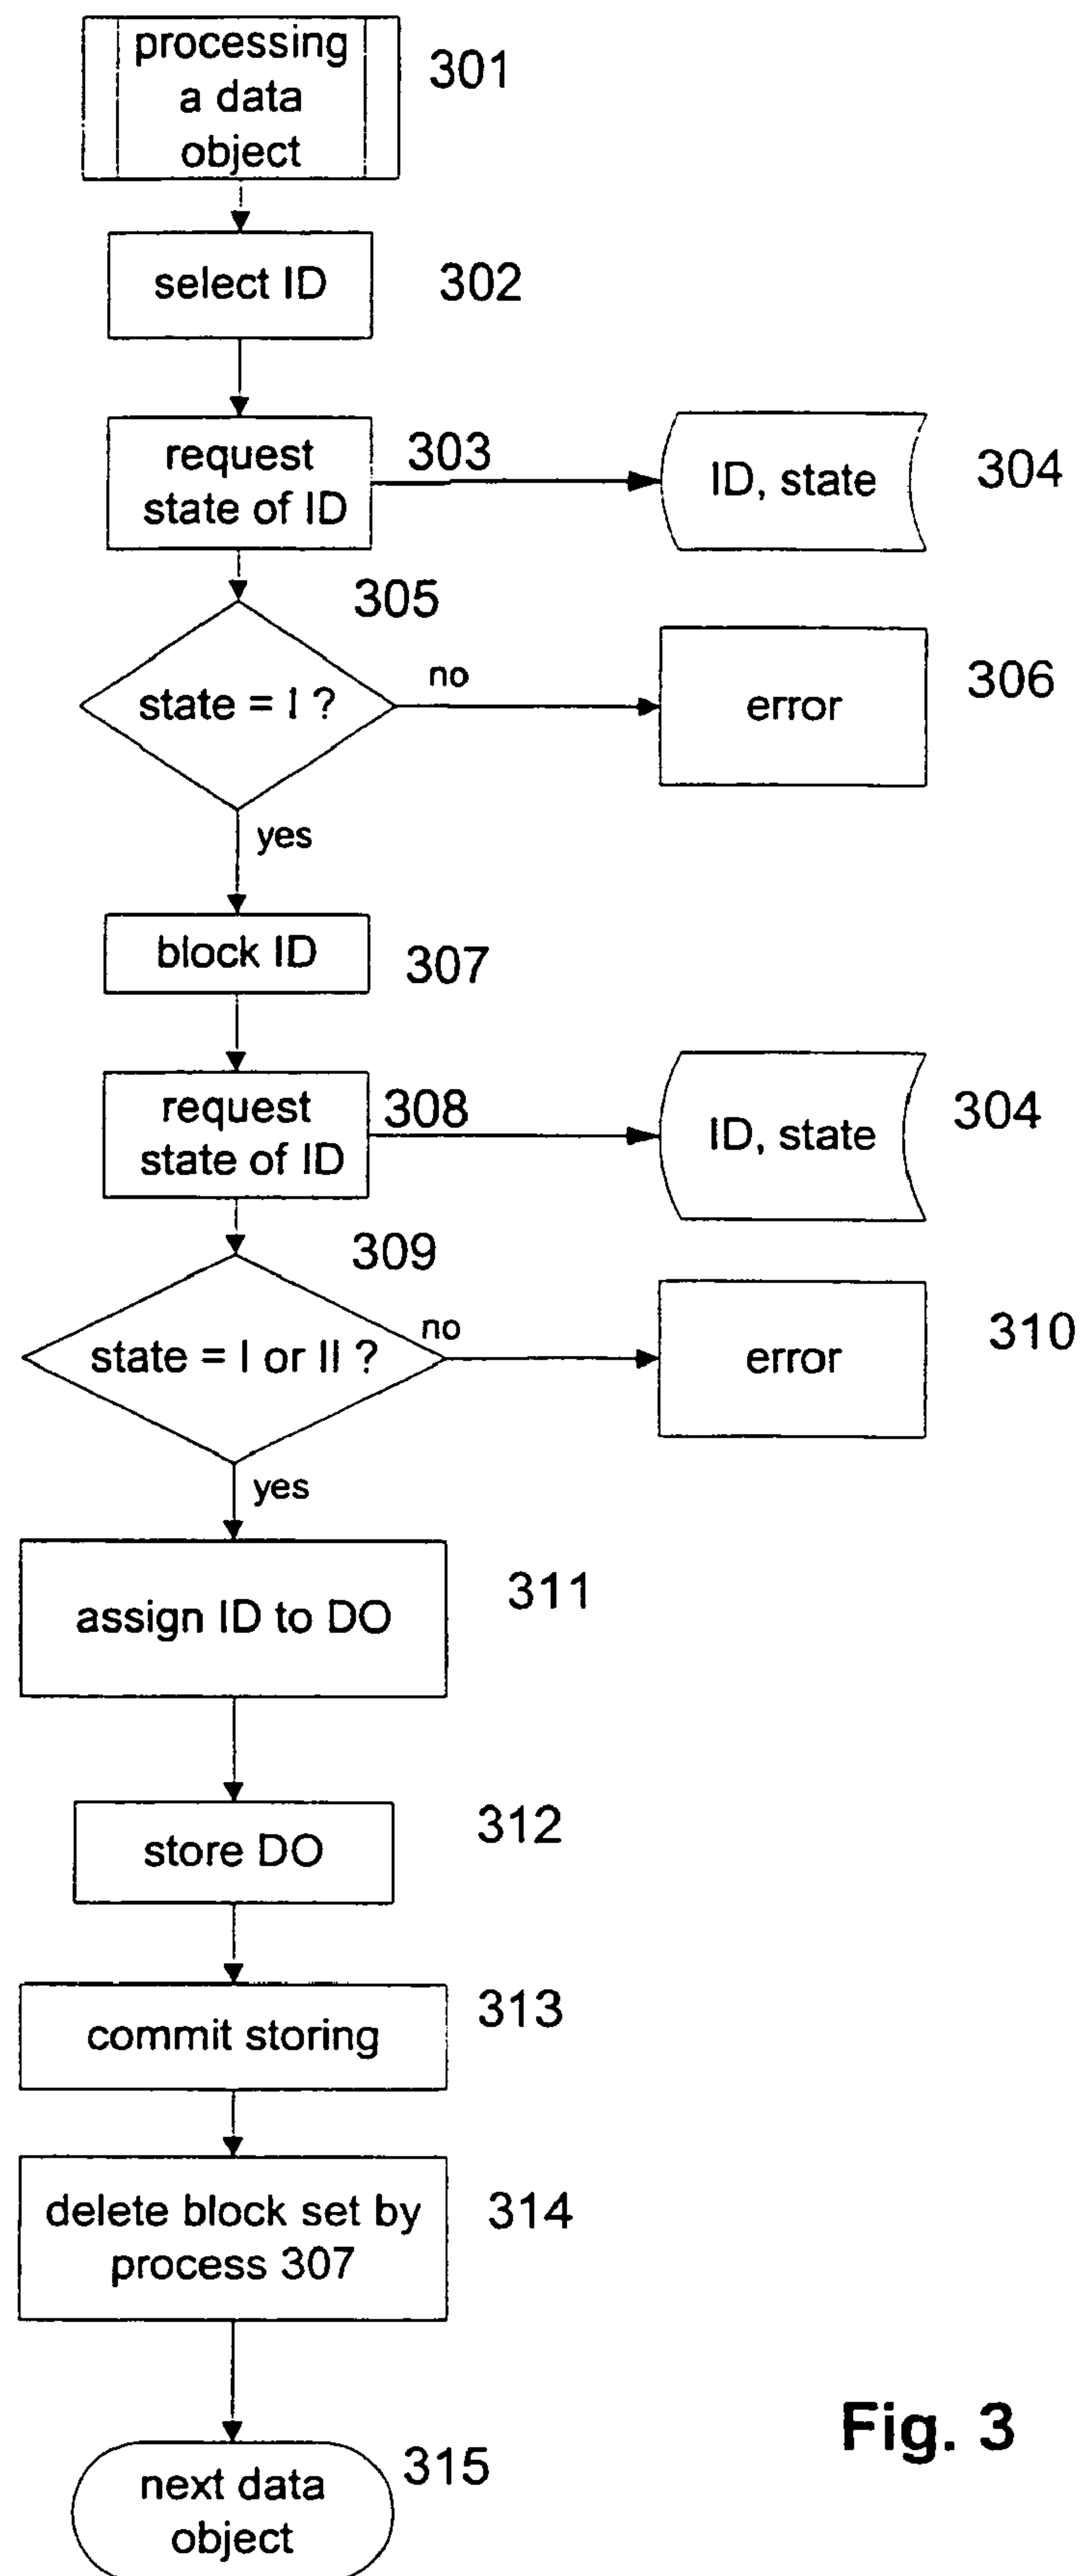 processing
a data
object
301
select ID
302
request
state of ID
303
ID, state
304
305
state = I ?
no
error
306
yes
block ID
307
request
state of ID
308
ID, state
304
309
state = I or II ?
no
error
310
yes
assign ID to DO
311
store DO
312
commit storing
313
delete block set by
process 307
314
next data
object
315
Fig. 3